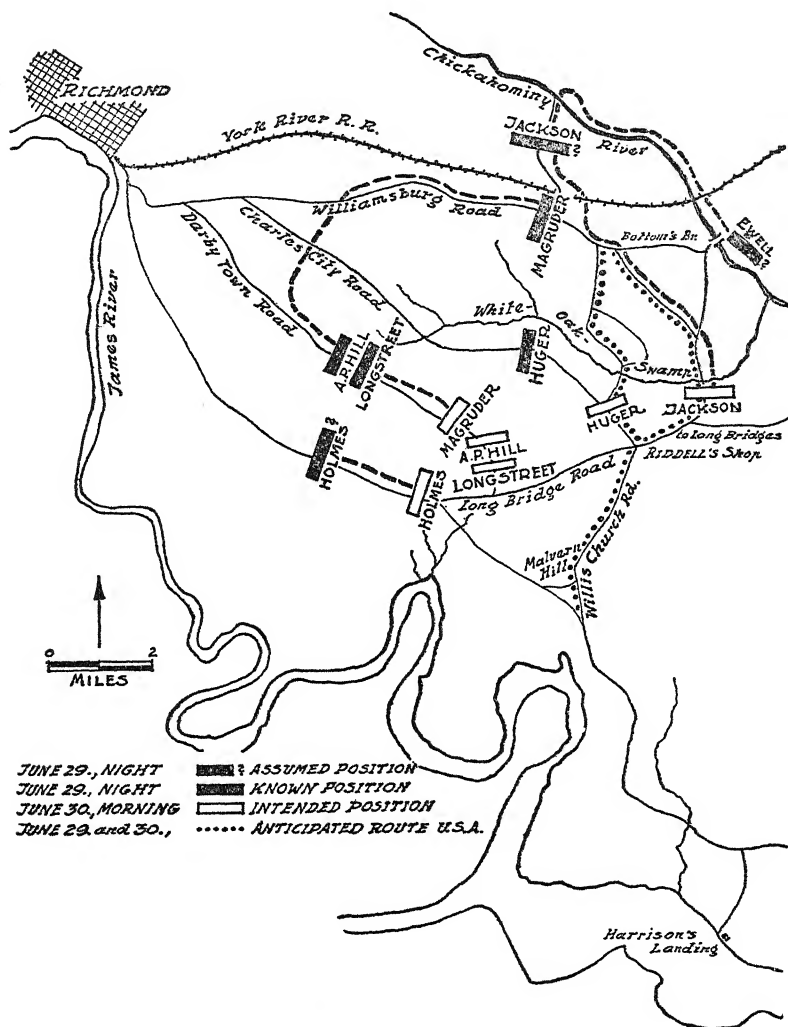 Chickahominy
River
RICHMOND
York River R.R.
JACKSON
?
Williamsburg Road
MAGRUDER
Bottom's Br.
EWELL
?
Darby Town Road
Charles City Road
James River
White-
Oak-
Swamp
A.P. HILL
LONGSTREET
HUGER
MAGRUDER
HUGER
JACKSON
A.P. HILL
LONGSTREET
to Long Bridges
RIDDELL'S SHOP
HOLMES
?
HOLMES
Long Bridge Road
Malvern
Hill
Willis Church Rd.
0 2
MILES
JUNE 29., NIGHT ? ASSUMED POSITION
JUNE 29., NIGHT KNOWN POSITION
JUNE 30., MORNING INTENDED POSITION
JUNE 29. and 30., ANTICIPATED ROUTE U.S.A.
Harrison's
Landing